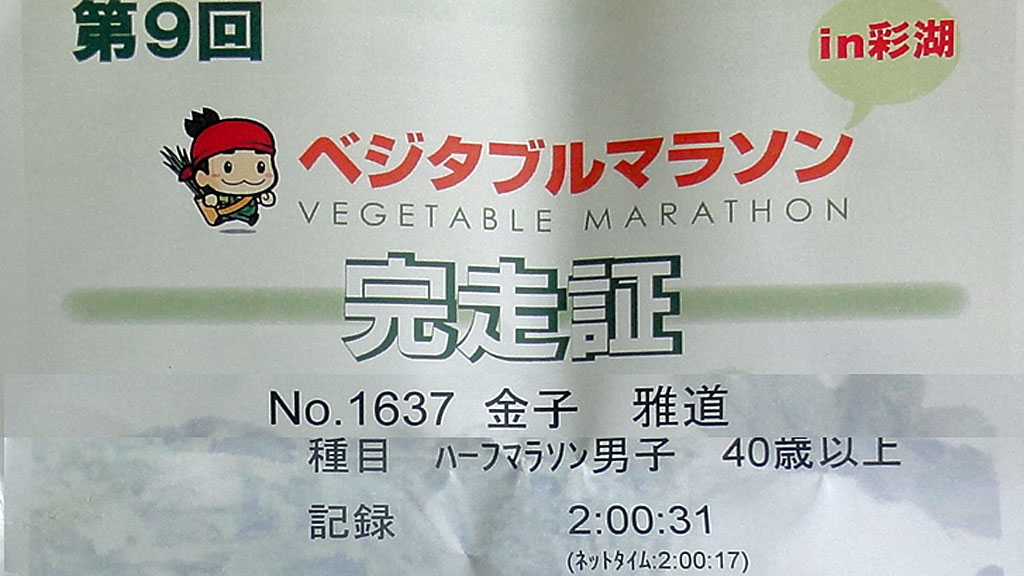 第9回
in彩湖
ベジタブルマラソン
VEGETABLE MARATHON
完走証
No.1637 金子 雅道
種目 ハーフマラソン男子 40歳以上
記録 2:00:31
(ネットタイム:2:00:17)